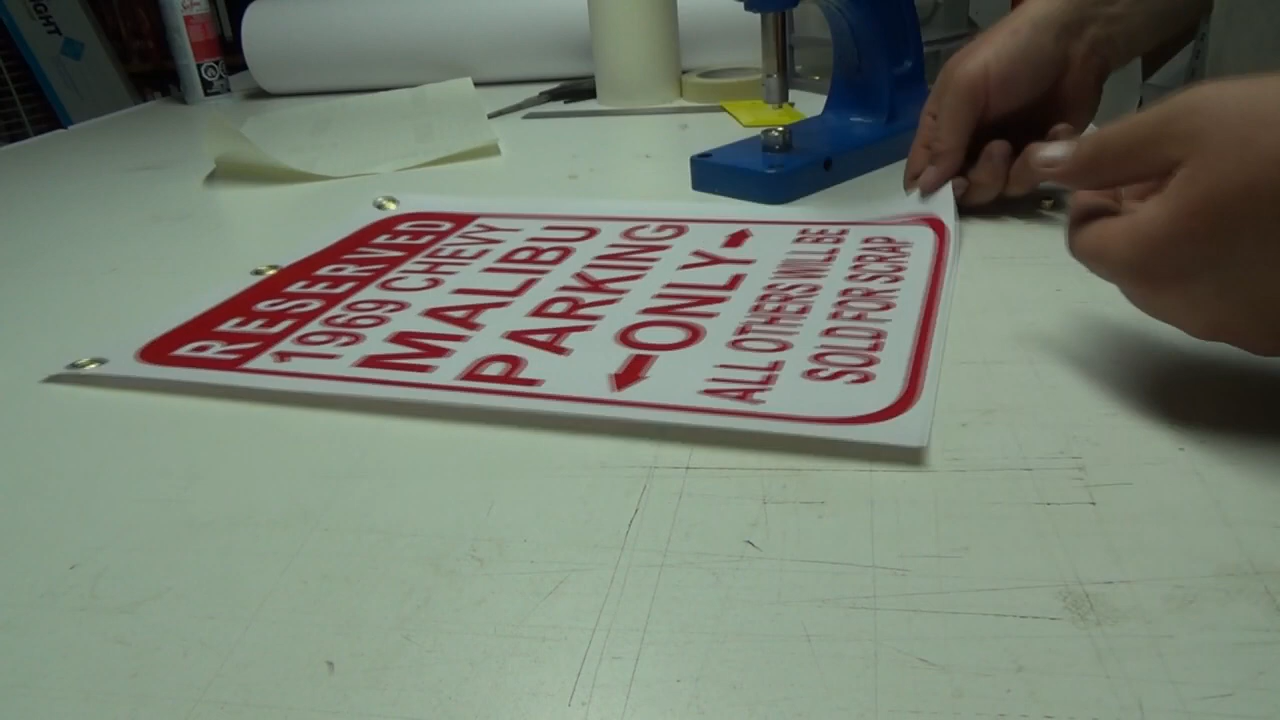 RESERVED
1969 CHEVY
MALIBU
PARKING
ONLY
ALL OTHERS WILL BE
SOLD FOR SCRAP